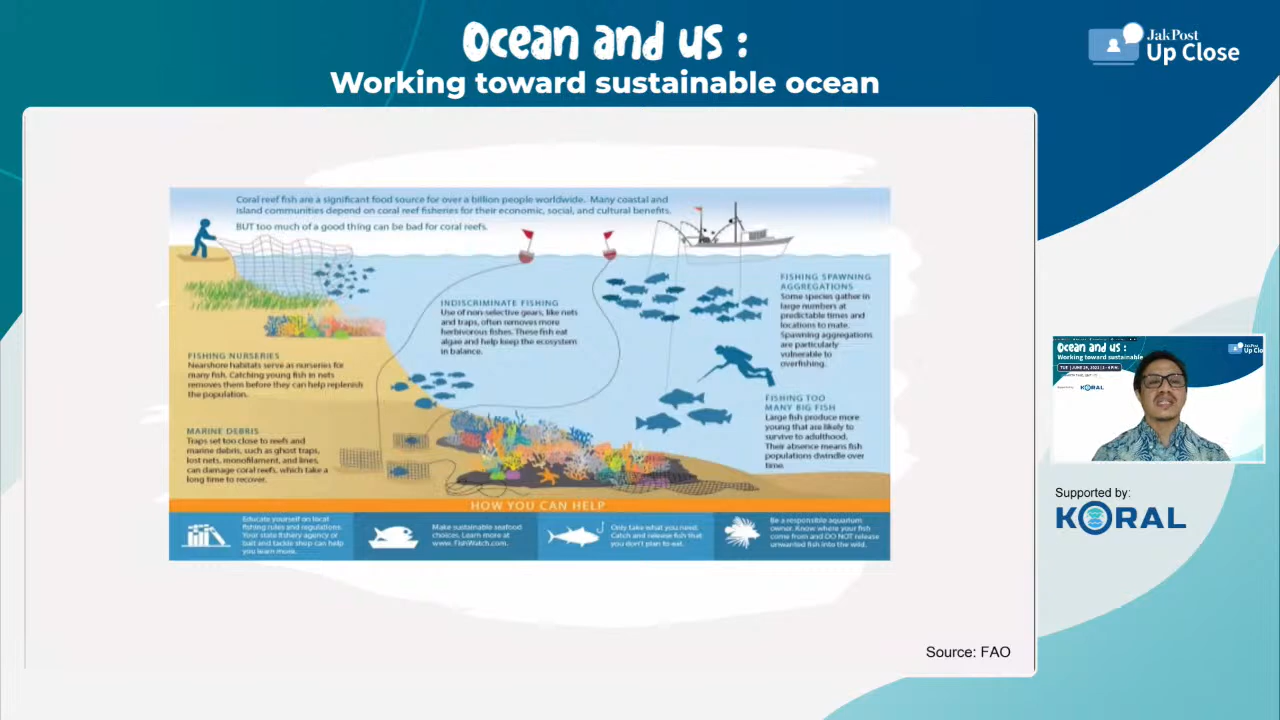 Ocean and us :
Working toward sustainable ocean
JakPost
Up Close
Coral reef fish are a significant food source for over a billion people worldwide. Many coastal and
island communities depend on coral reef fisheries for their economic, social, and cultural benefits.
BUT too much of a good thing can be bad for coral reefs.
INDISCRIMINATE FISHING
Use of non-selective gears, like nets
and traps, often removes more
herbivorous fishes. These fish eat
algae and help keep the ecosystem
in balance.
FISHING SPAWNING
AGGREGATIONS
Some species gather in
large numbers at
predictable times and
locations to mate.
Spawning aggregations
are particularly
vulnerable to
overfishing.
FISHING NURSERIES
Nearshore habitats serve as nurseries for
many fish. Catching young fish in nets
removes them before they can help replenish
the population.
FISHING TOO
MANY BIG FISH
Large fish produce more
young that are likely to
survive to adulthood.
Their absence means fish
populations dwindle over
time.
MARINE DEBRIS
Traps set too close to reefs and
marine debris, such as ghost traps,
lost nets, monofilament, and lines,
can damage coral reefs, which take a
long time to recover.
HOW YOU CAN HELP
Educate yourself on local
fishing rules and regulations.
Your state fishery agency or
bait and tackle shop can help
you learn more.
Make sustainable seafood
choices. Learn more at
www.FishWatch.com.
Only take what you need.
Catch and release fish that
you don't plan to eat.
Be a responsible aquarium
owner. Know where your fish
come from and DO NOT release
unwanted fish into the wild.
Source: FAO
Ocean and us :
Working toward sustainable
JakPost
Up Clo
KORAL
Supported by:
KORAL